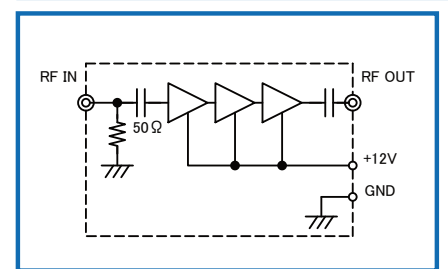 RF IN
RF OUT
50Ω
+12V
GND